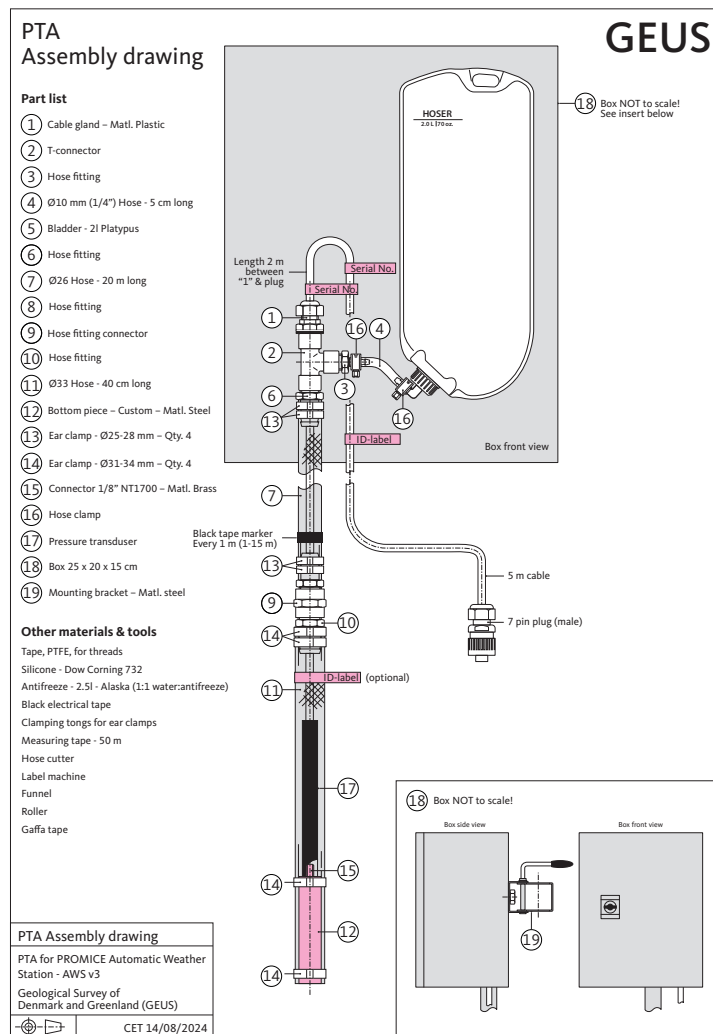 PTA
Assembly drawing
GEUS
Part list
1 Cable gland – Matl. Plastic
2 T-connector
3 Hose fitting
4 Ø10 mm (1/4") Hose - 5 cm long
5 Bladder - 2l Platypus
6 Hose fitting
7 Ø26 Hose - 20 m long
8 Hose fitting
9 Hose fitting connector
10 Hose fitting
11 Ø33 Hose - 40 cm long
12 Bottom piece – Custom – Matl. Steel
13 Ear clamp - Ø25-28 mm – Qty. 4
14 Ear clamp - Ø31-34 mm – Qty. 4
15 Connector 1/8" NT1700 – Matl. Brass
16 Hose clamp
17 Pressure transduser
18 Box 25 x 20 x 15 cm
19 Mounting bracket – Matl. steel
Other materials & tools
Tape, PTFE, for threads
Silicone - Dow Corning 732
Antifreeze - 2.5l - Alaska (1:1 water:antifreeze)
Black electrical tape
Clamping tongs for ear clamps
Measuring tape - 50 m
Hose cutter
Label machine
Funnel
Roller
Gaffa tape
HOSER
2.0 L | 70 oz.
18 Box NOT to scale!
See insert below
Length 2 m
between
"1" & plug
Serial No.
Serial No.
1
16
4
2
3
6
16
13
ID-label
Box front view
7
Black tape marker
Every 1 m (1-15 m)
13
5 m cable
9
10
7 pin plug (male)
14
ID-label (optional)
11
17
15
14
12
14
18 Box NOT to scale!
Box side view
Box front view
19
PTA Assembly drawing
PTA for PROMICE Automatic Weather
Station - AWS v3
Geological Survey of
Denmark and Greenland (GEUS)
CET 14/08/2024